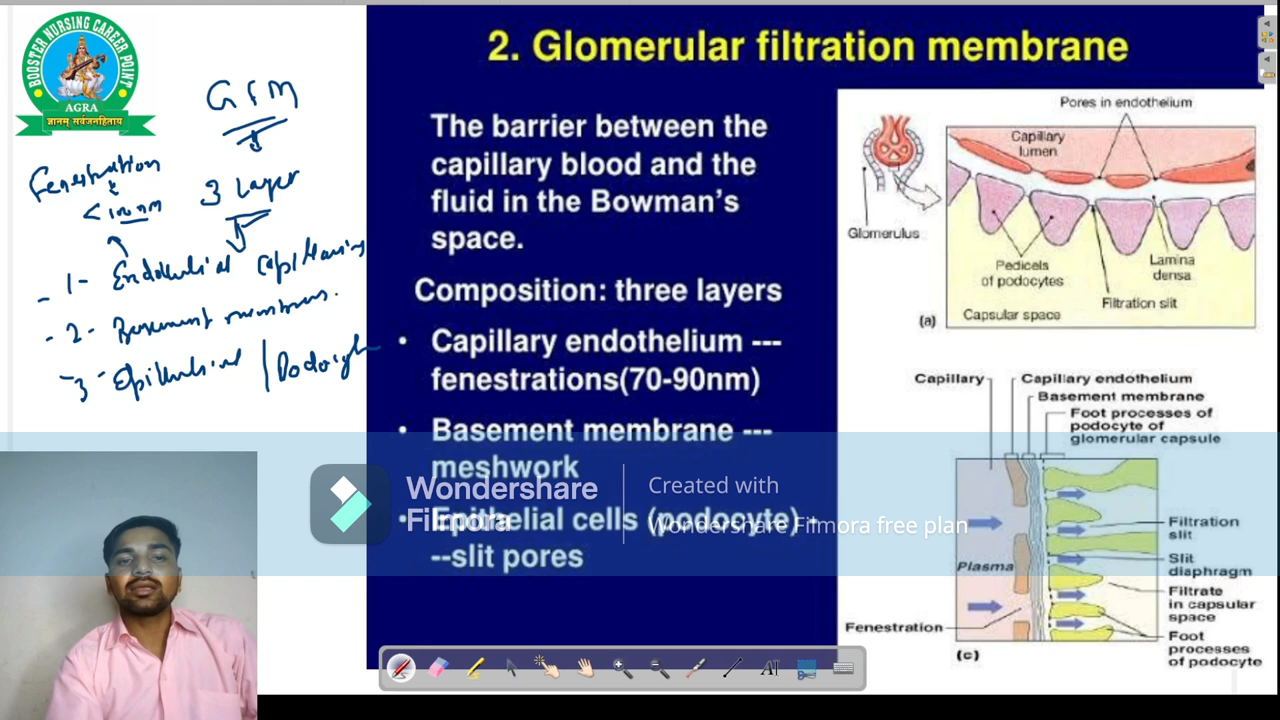 BOOSTER NURSING CAREER POINT
AGRA
ज्ञानम् सर्वजनहिताय
GFM
3 Layer
Fenestration
<100nm
1- Endothelial capillaries
2- Basement membrane.
3- Epithelial / Podocyte
2. Glomerular filtration membrane
The barrier between the
capillary blood and the
fluid in the Bowman's
space.
Composition: three layers
• Capillary endothelium ---
fenestrations(70-90nm)
• Basement membrane ---
meshwork
• Epithelial cells (podocyte) -
--slit pores
Wondershare
Filmora
Created with
Wondershare Filmora free plan
Pores in endothelium
Capillary
lumen
Glomerulus
Pedicels
of podocytes
Lamina
densa
Filtration slit
Capsular space
(a)
Capillary
Capillary endothelium
Basement membrane
Foot processes of
podocyte of
glomerular capsule
Filtration
slit
Slit
diaphragm
Plasma
Filtrate
in capsular
space
Fenestration
Foot
processes
of podocyte
(c)
AI